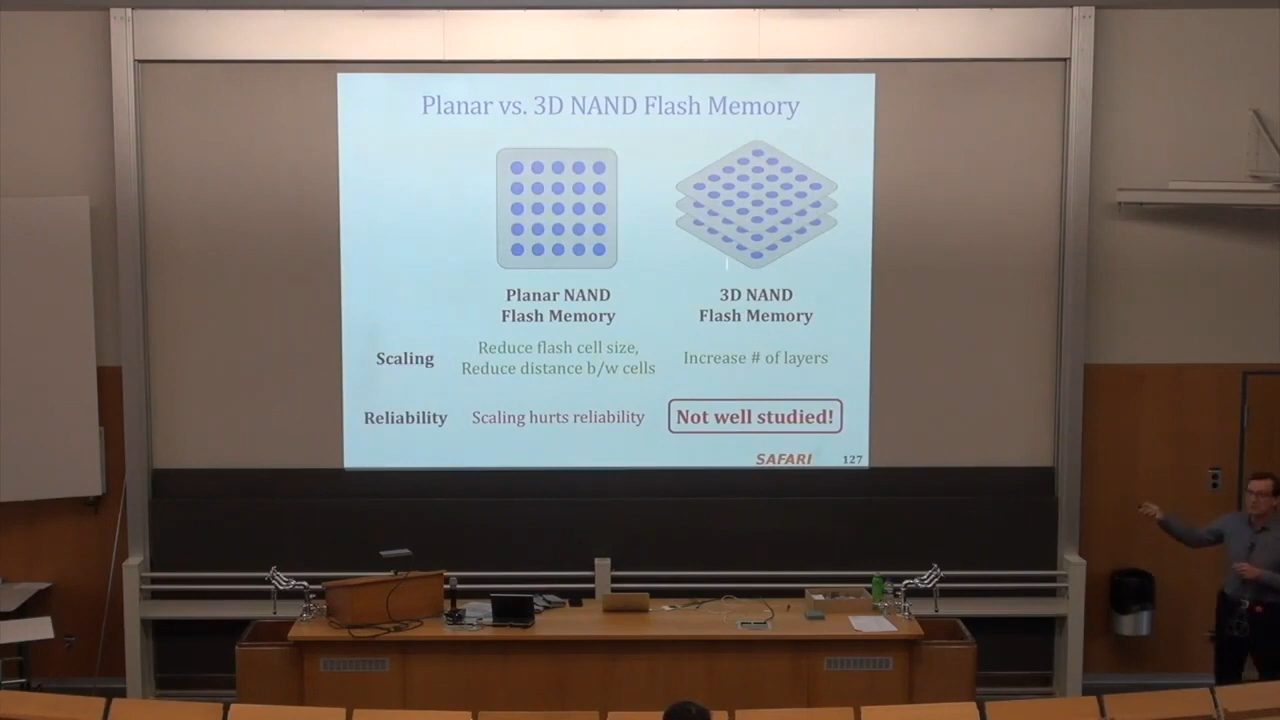 Planar vs. 3D NAND Flash Memory
Planar NAND
Flash Memory
3D NAND
Flash Memory
Scaling
Reduce flash cell size,
Reduce distance b/w cells
Increase # of layers
Reliability
Scaling hurts reliability
Not well studied!
SAFARI
127